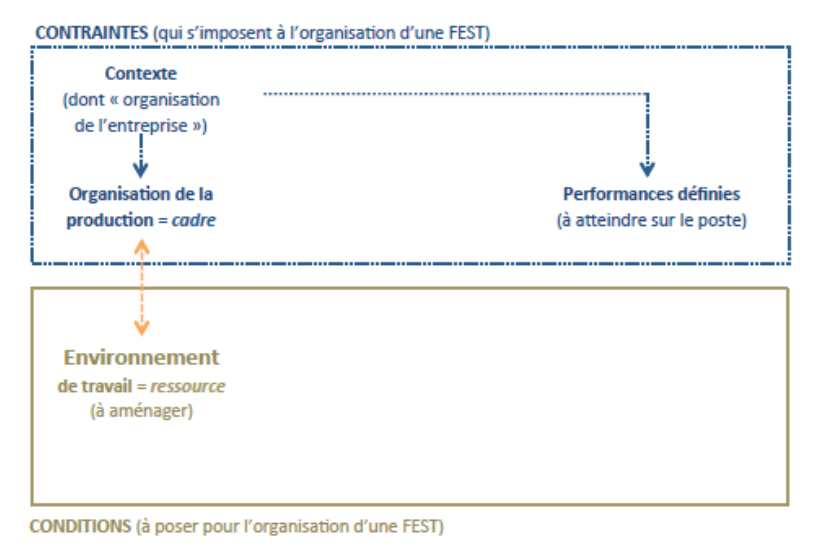 CONTRAINTES (qui s’imposent à l’organisation d’une FEST)
Contexte
(dont « organisation
de l’entreprise »)
Organisation de la
production = cadre
Performances définies
(à atteindre sur le poste)
Environnement
de travail = ressource
(à aménager)
CONDITIONS (à poser pour l’organisation d’une FEST)